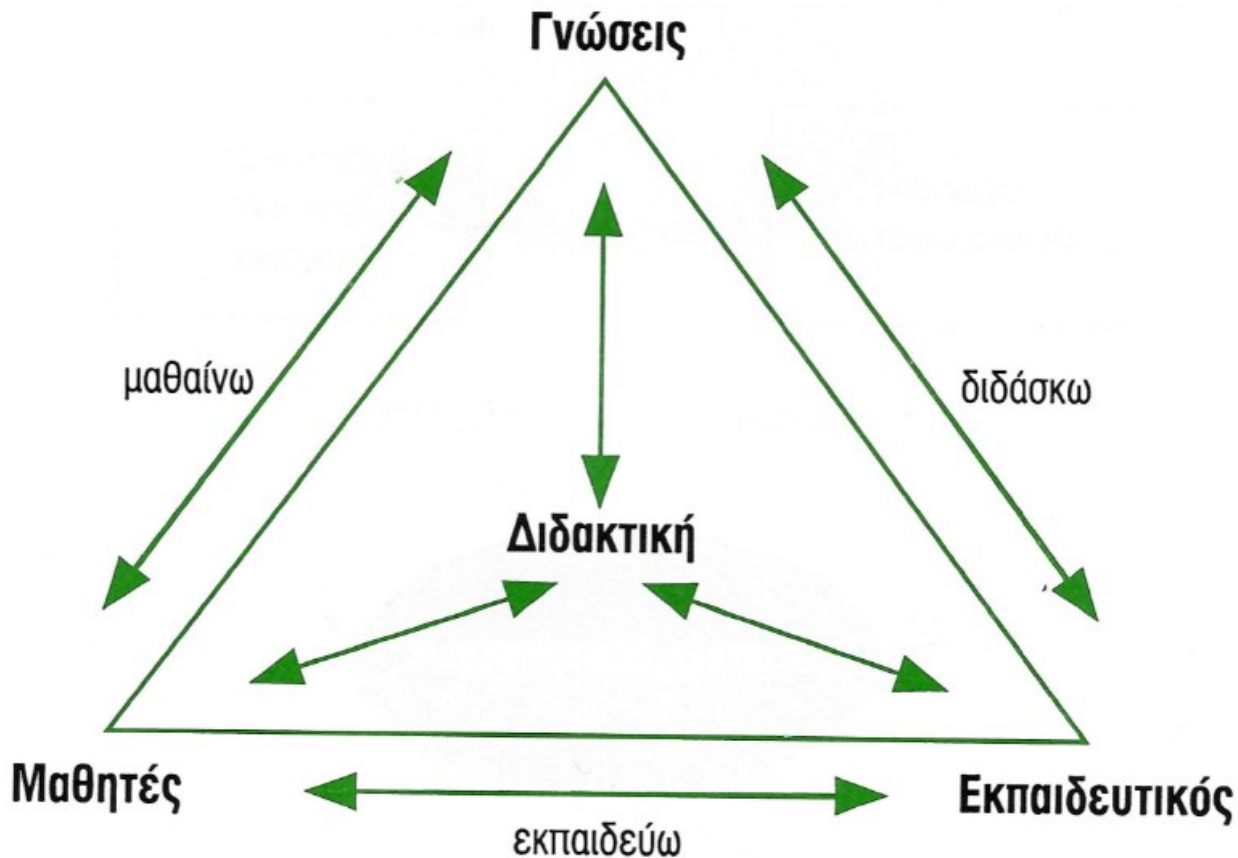 Γνώσεις
μαθαίνω
διδάσκω
Διδακτική
Μαθητές
Εκπαιδευτικός
εκπαιδεύω